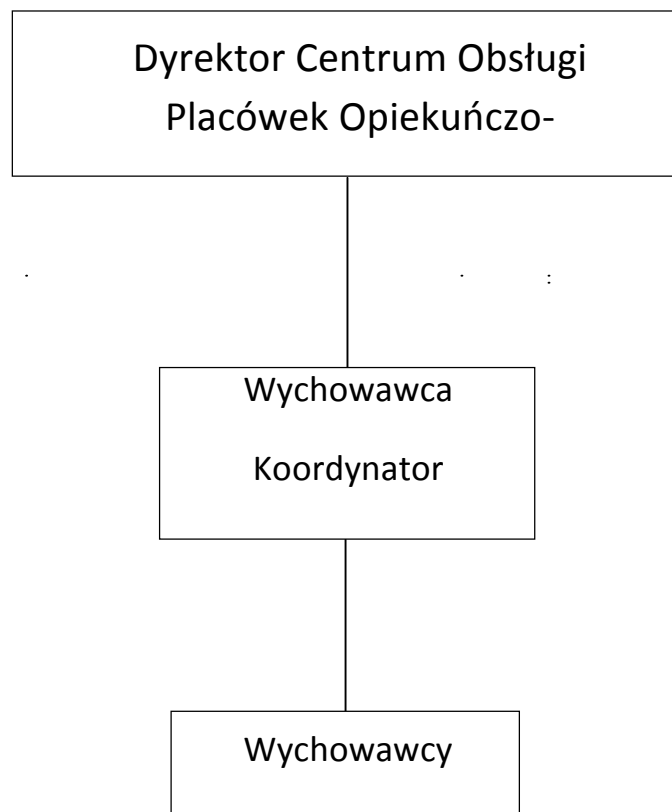 Dyrektor Centrum Obsługi
Placówek Opiekuńczo-
Wychowawca
Koordynator
Wychowawcy